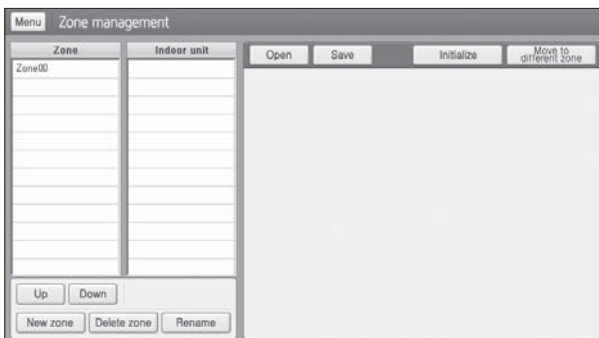 Menu Zone management
Zone Indoor unit Open Save Initialize Move to different zone
Zone00
Up Down
New zone Delete zone Rename